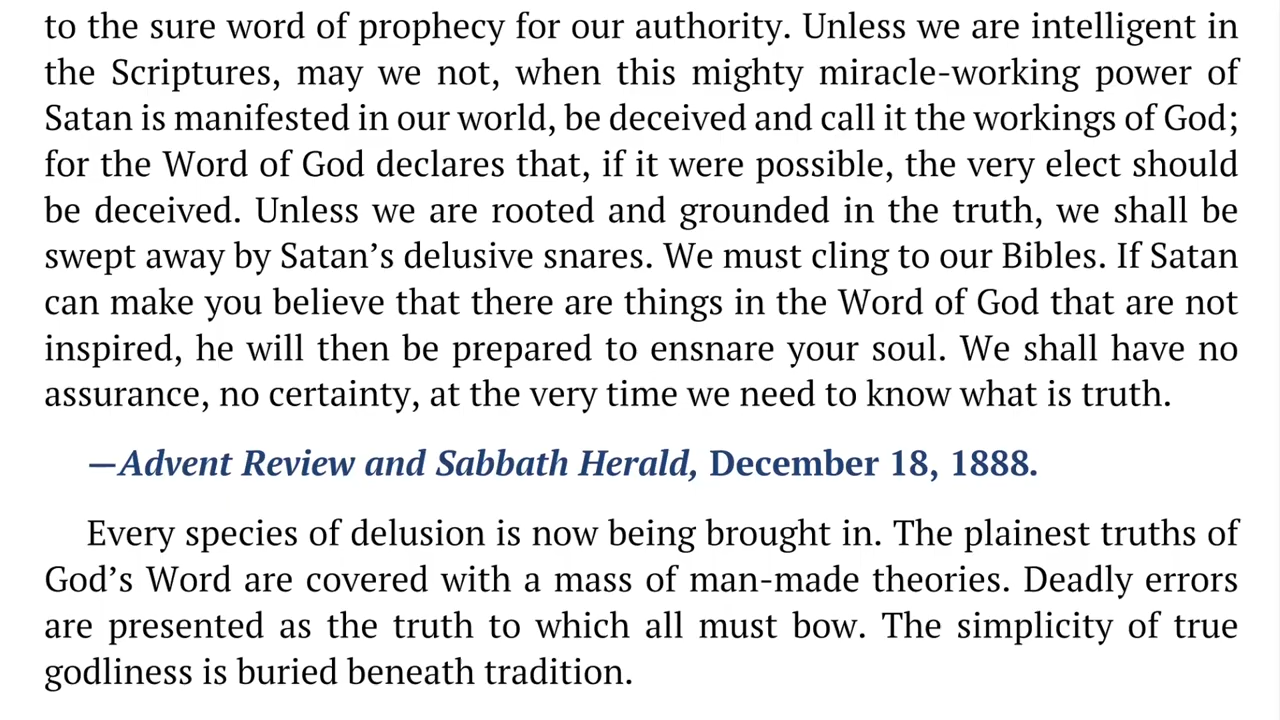 to the sure word of prophecy for our authority. Unless we are intelligent in
the Scriptures, may we not, when this mighty miracle-working power of
Satan is manifested in our world, be deceived and call it the workings of God;
for the Word of God declares that, if it were possible, the very elect should
be deceived. Unless we are rooted and grounded in the truth, we shall be
swept away by Satan’s delusive snares. We must cling to our Bibles. If Satan
can make you believe that there are things in the Word of God that are not
inspired, he will then be prepared to ensnare your soul. We shall have no
assurance, no certainty, at the very time we need to know what is truth.
—Advent Review and Sabbath Herald, December 18, 1888.
Every species of delusion is now being brought in. The plainest truths of
God’s Word are covered with a mass of man-made theories. Deadly errors
are presented as the truth to which all must bow. The simplicity of true
godliness is buried beneath tradition.